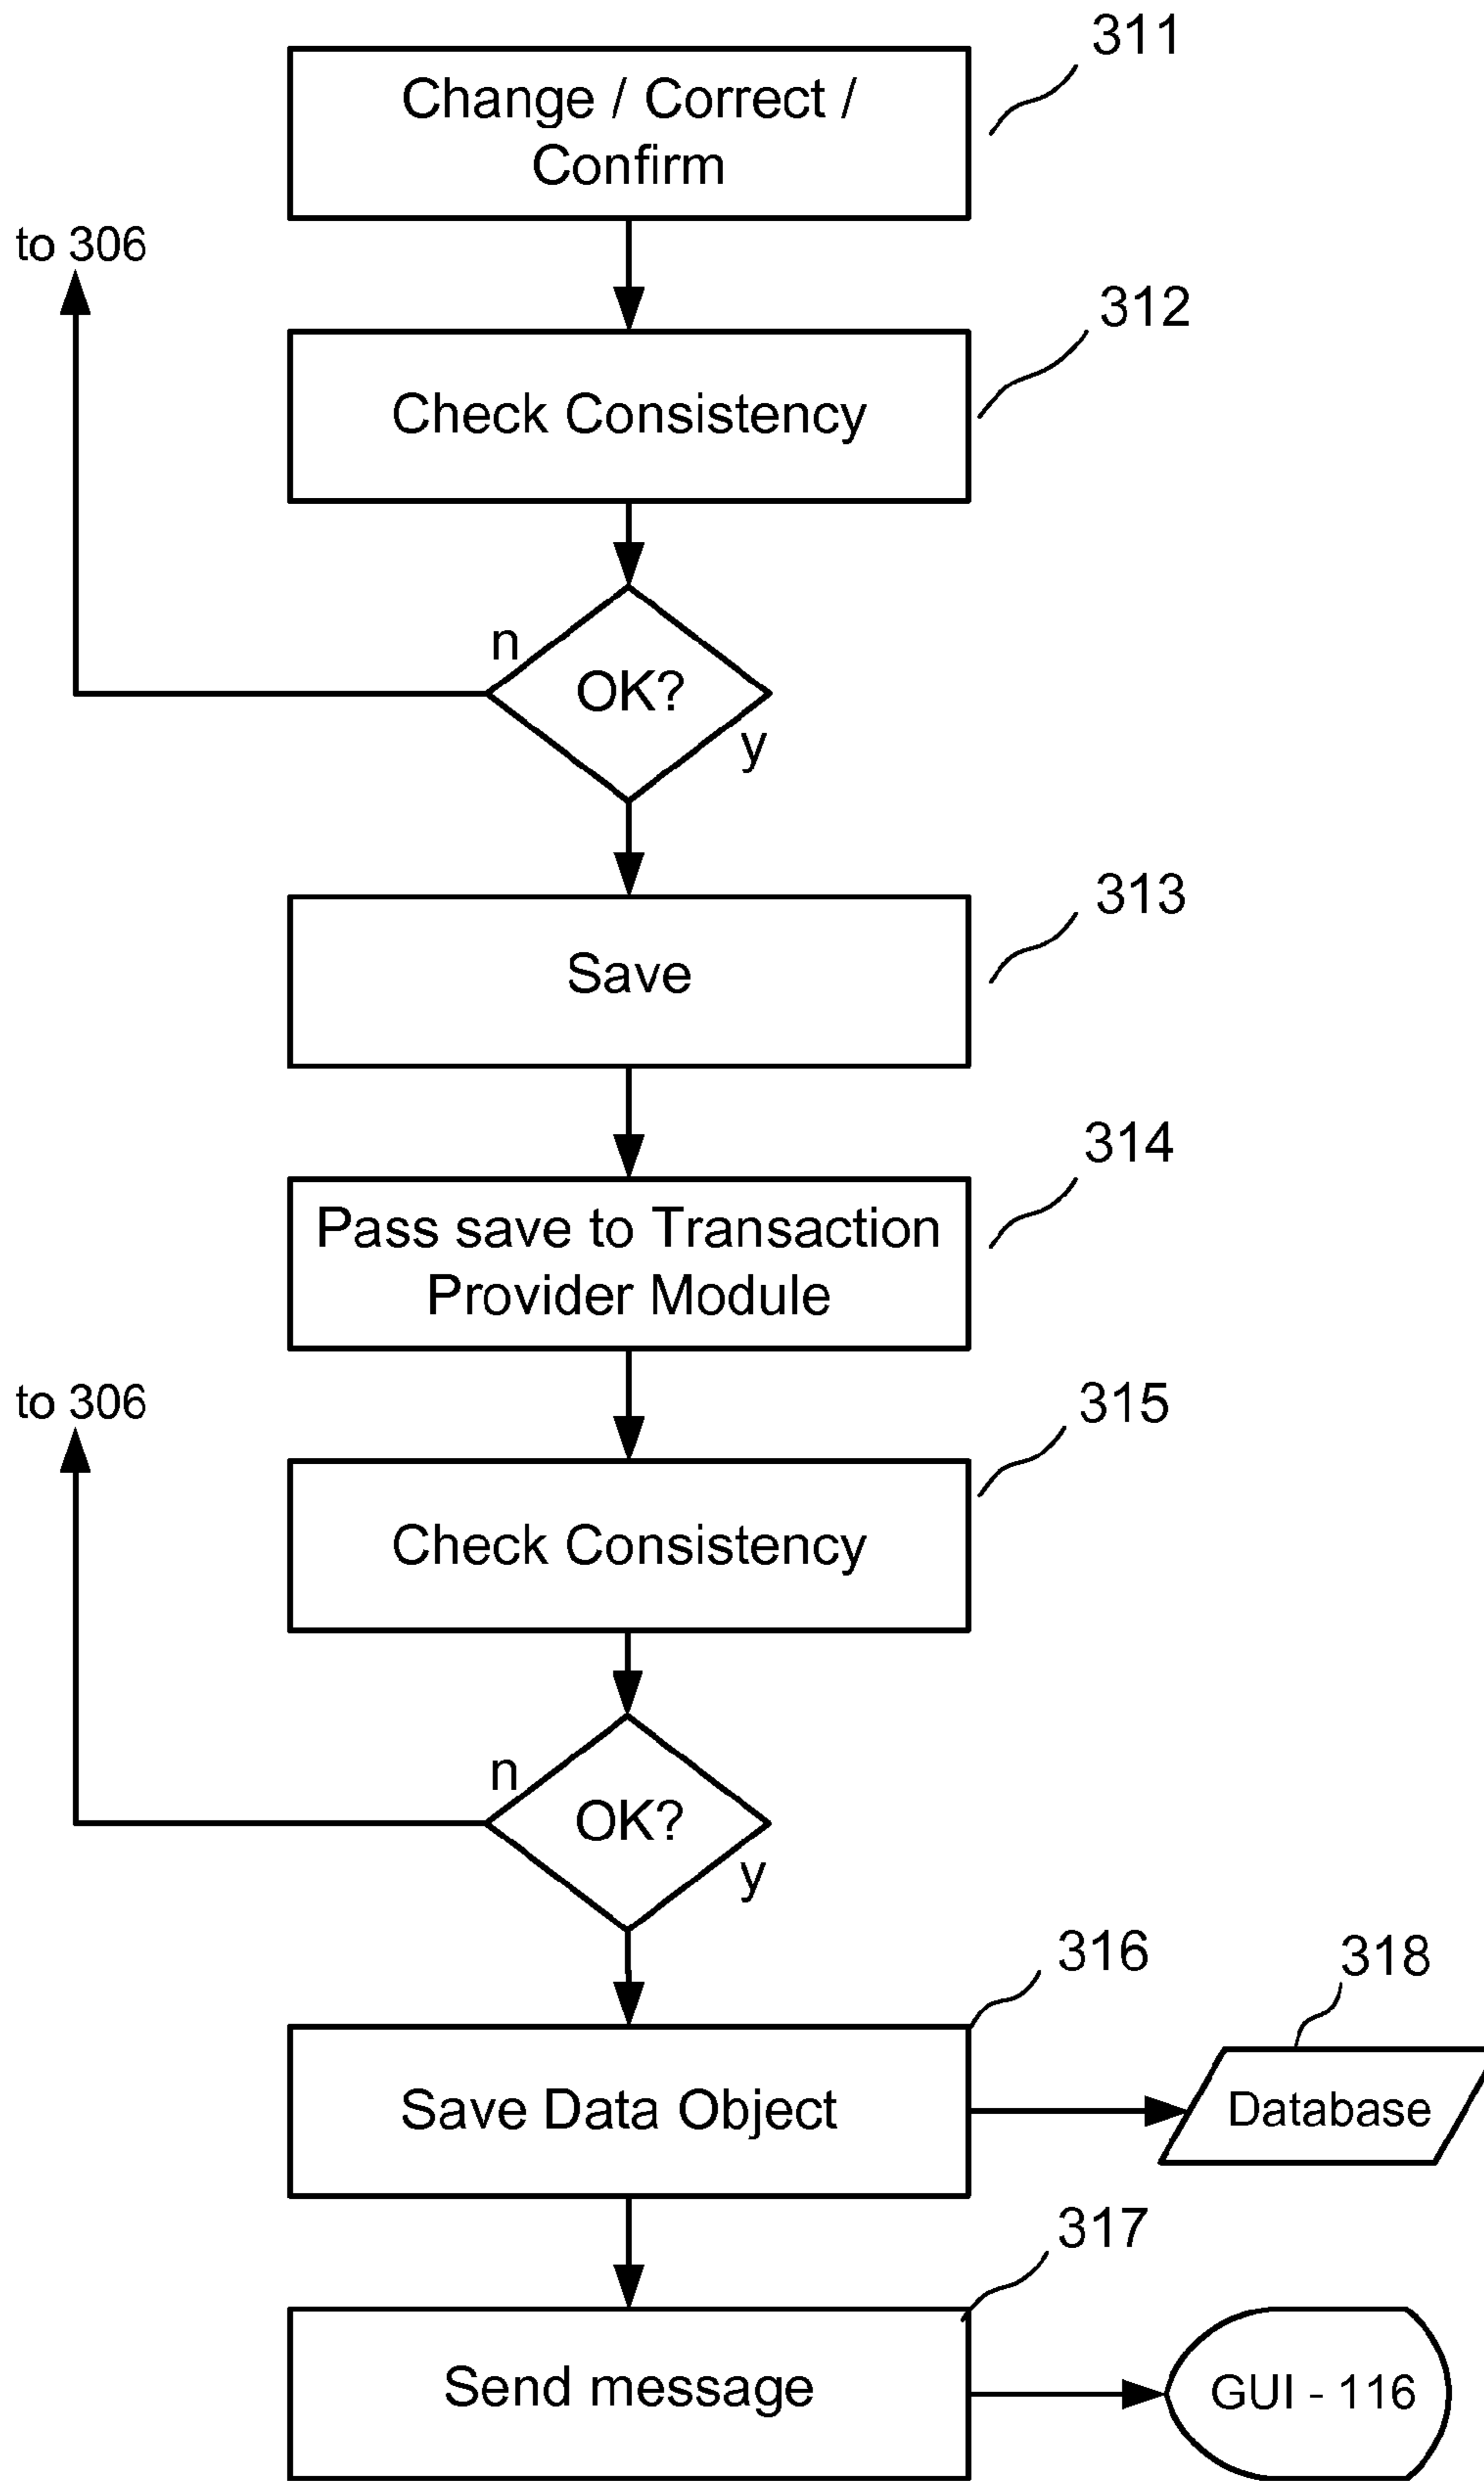 311
Change / Correct /
Confirm
to 306
312
Check Consistency
n
OK?
y
313
Save
314
Pass save to Transaction
Provider Module
to 306
315
Check Consistency
n
OK?
y
316
318
Save Data Object
Database
317
Send message
GUI - 116